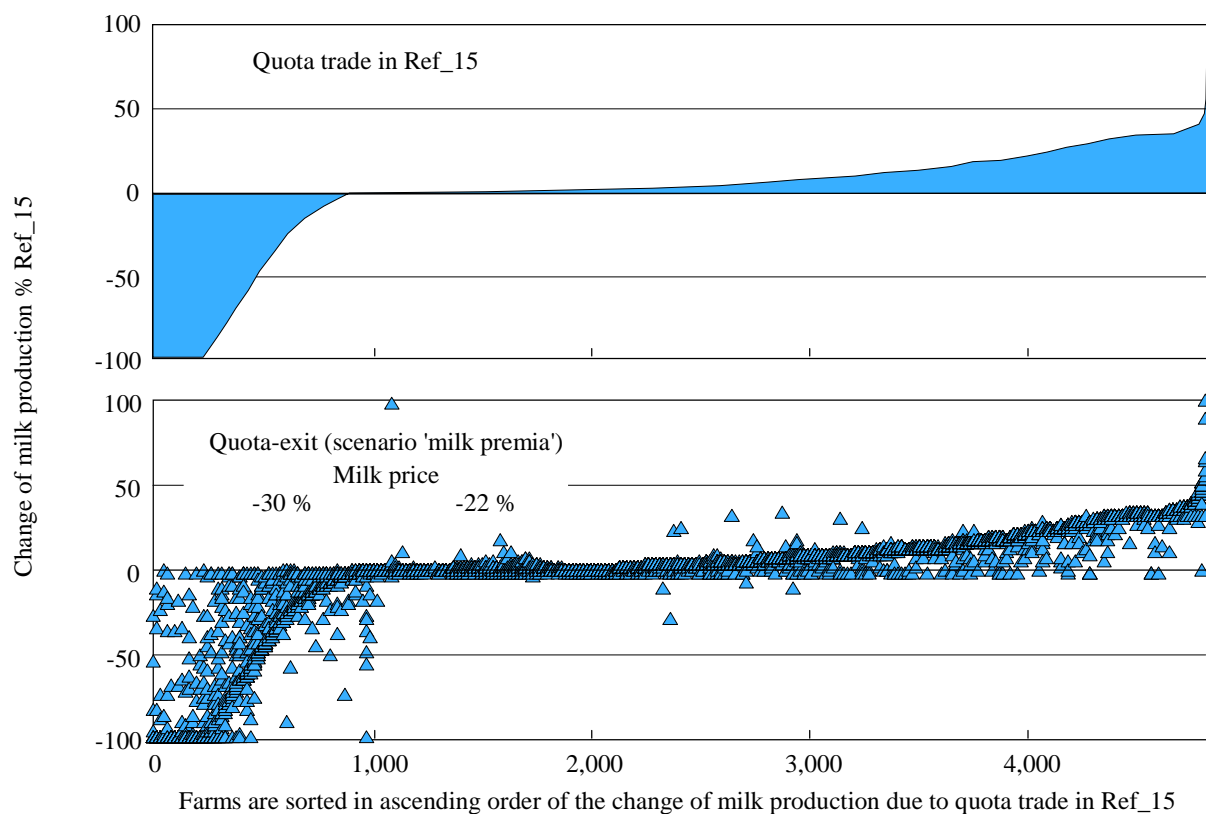 Change of milk production % Ref_15
100
Quota trade in Ref_15
50
0
-50
-100
100
Quota-exit (scenario 'milk premia')
Milk price
-30 % -22 %
50
0
-50
-100
0 1,000 2,000 3,000 4,000
Farms are sorted in ascending order of the change of milk production due to quota trade in Ref_15